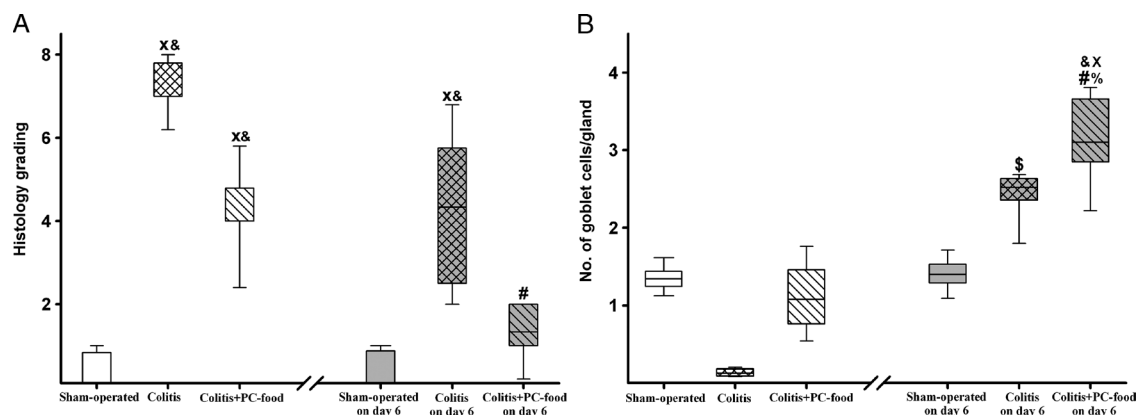 A
Histology grading
8
6
4
2
x&
x&
x&
#
Sham-operated
Colitis
Colitis+PC-food
Sham-operated
on day 6
Colitis
on day 6
Colitis+PC-food
on day 6
B
No. of goblet cells/gland
4
3
2
1
$
&X
#%
Sham-operated
Colitis
Colitis+PC-food
Sham-operated
on day 6
Colitis
on day 6
Colitis+PC-food
on day 6